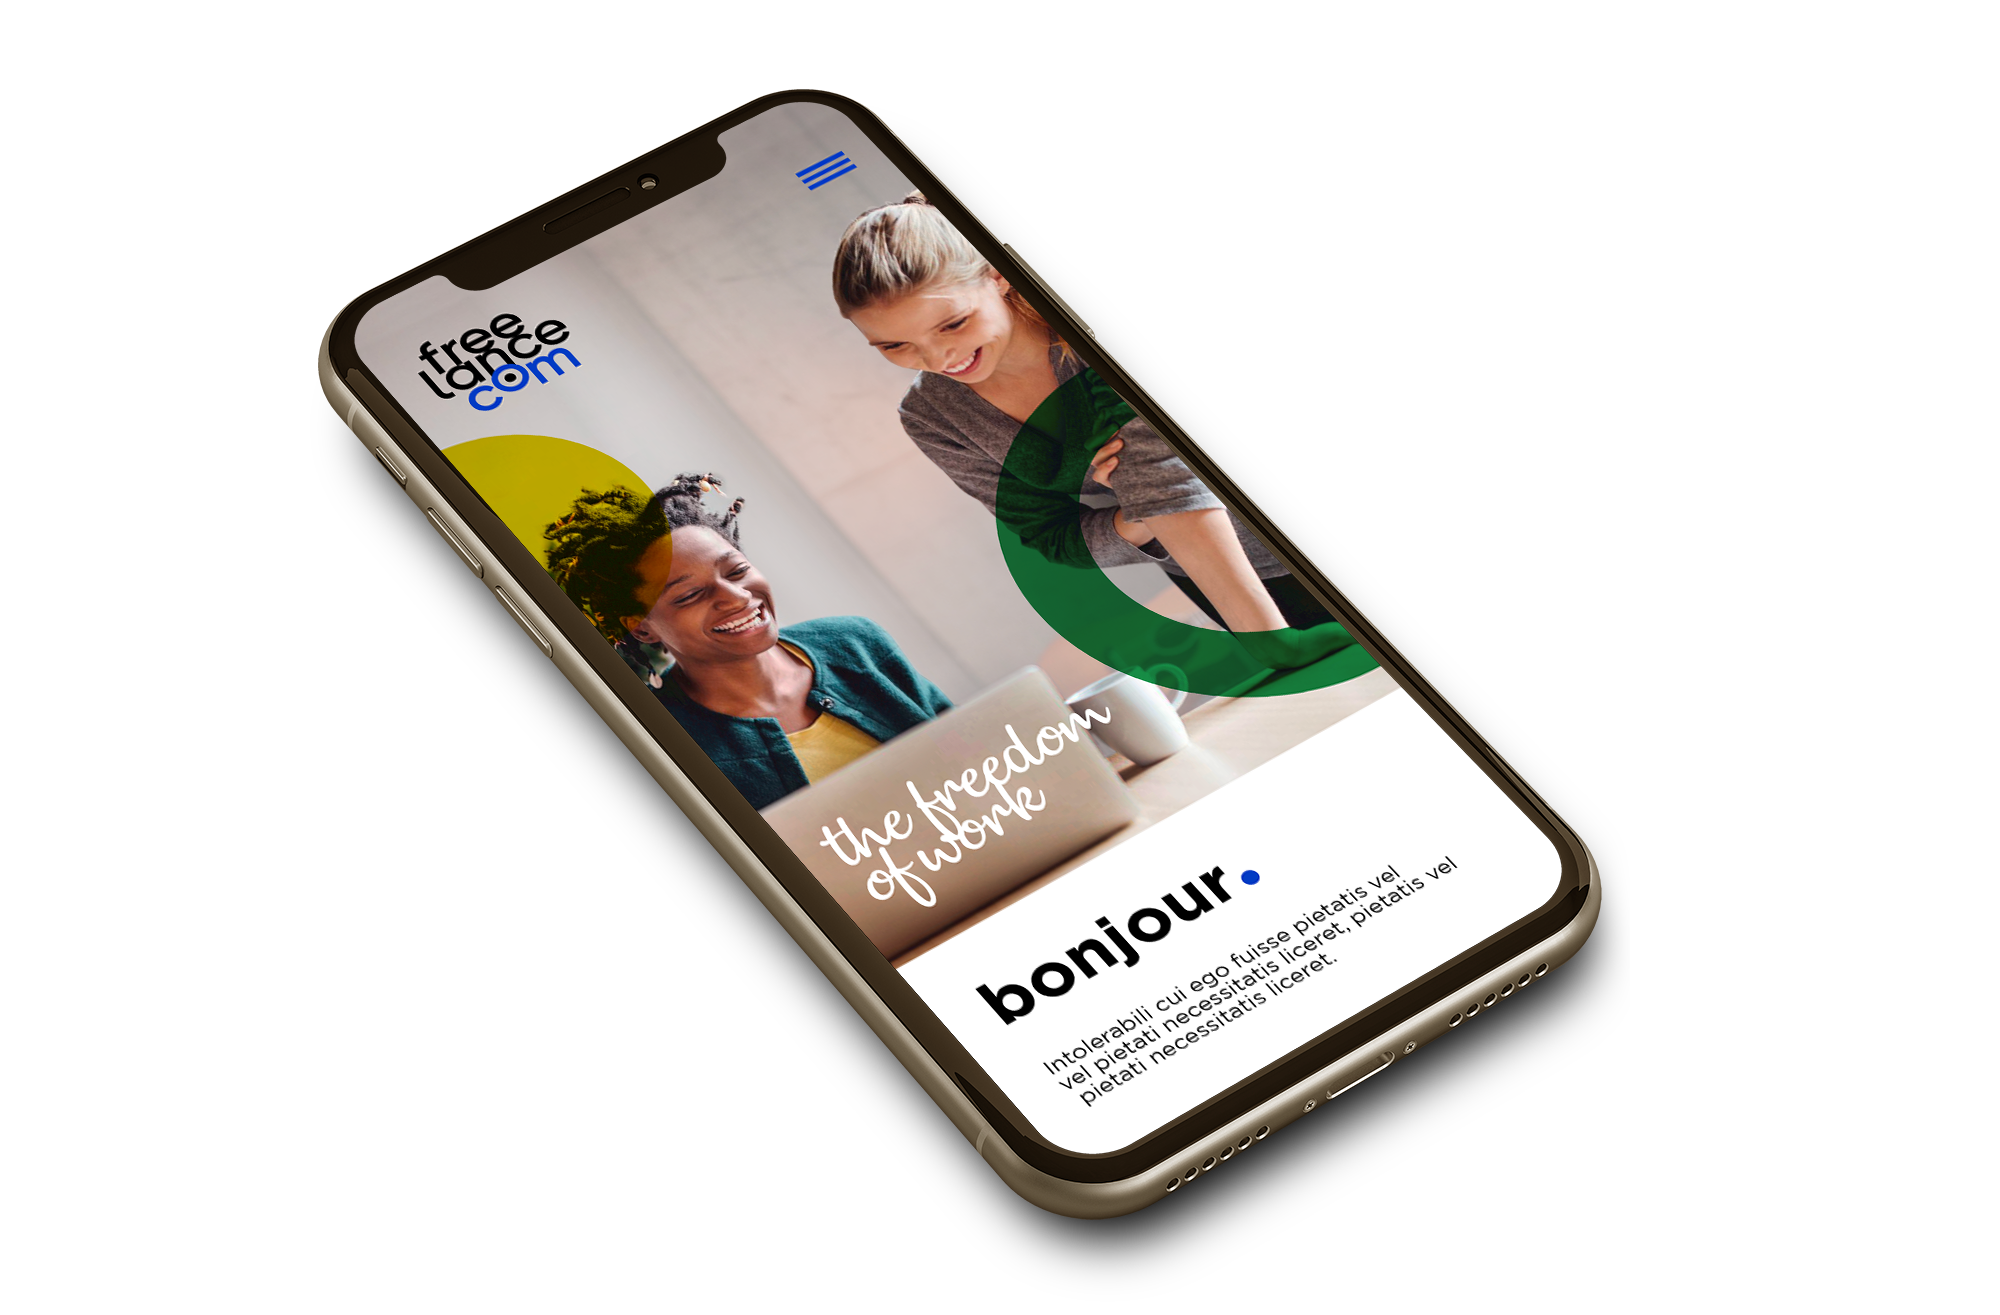 free
lance
com
the freedom
of work
bonjour.
Intolerabili cui ego fuisse pietatis vel
vel pietati necessitatis liceret, pietatis vel
pietati necessitatis liceret.